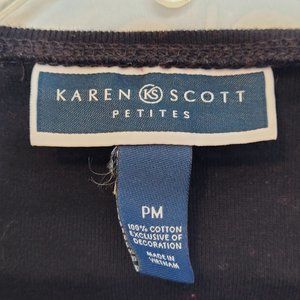 KAREN KS SCOTT
PETITES
PM
100% COTTON
EXCLUSIVE OF
DECORATION
MADE IN
VIETNAM